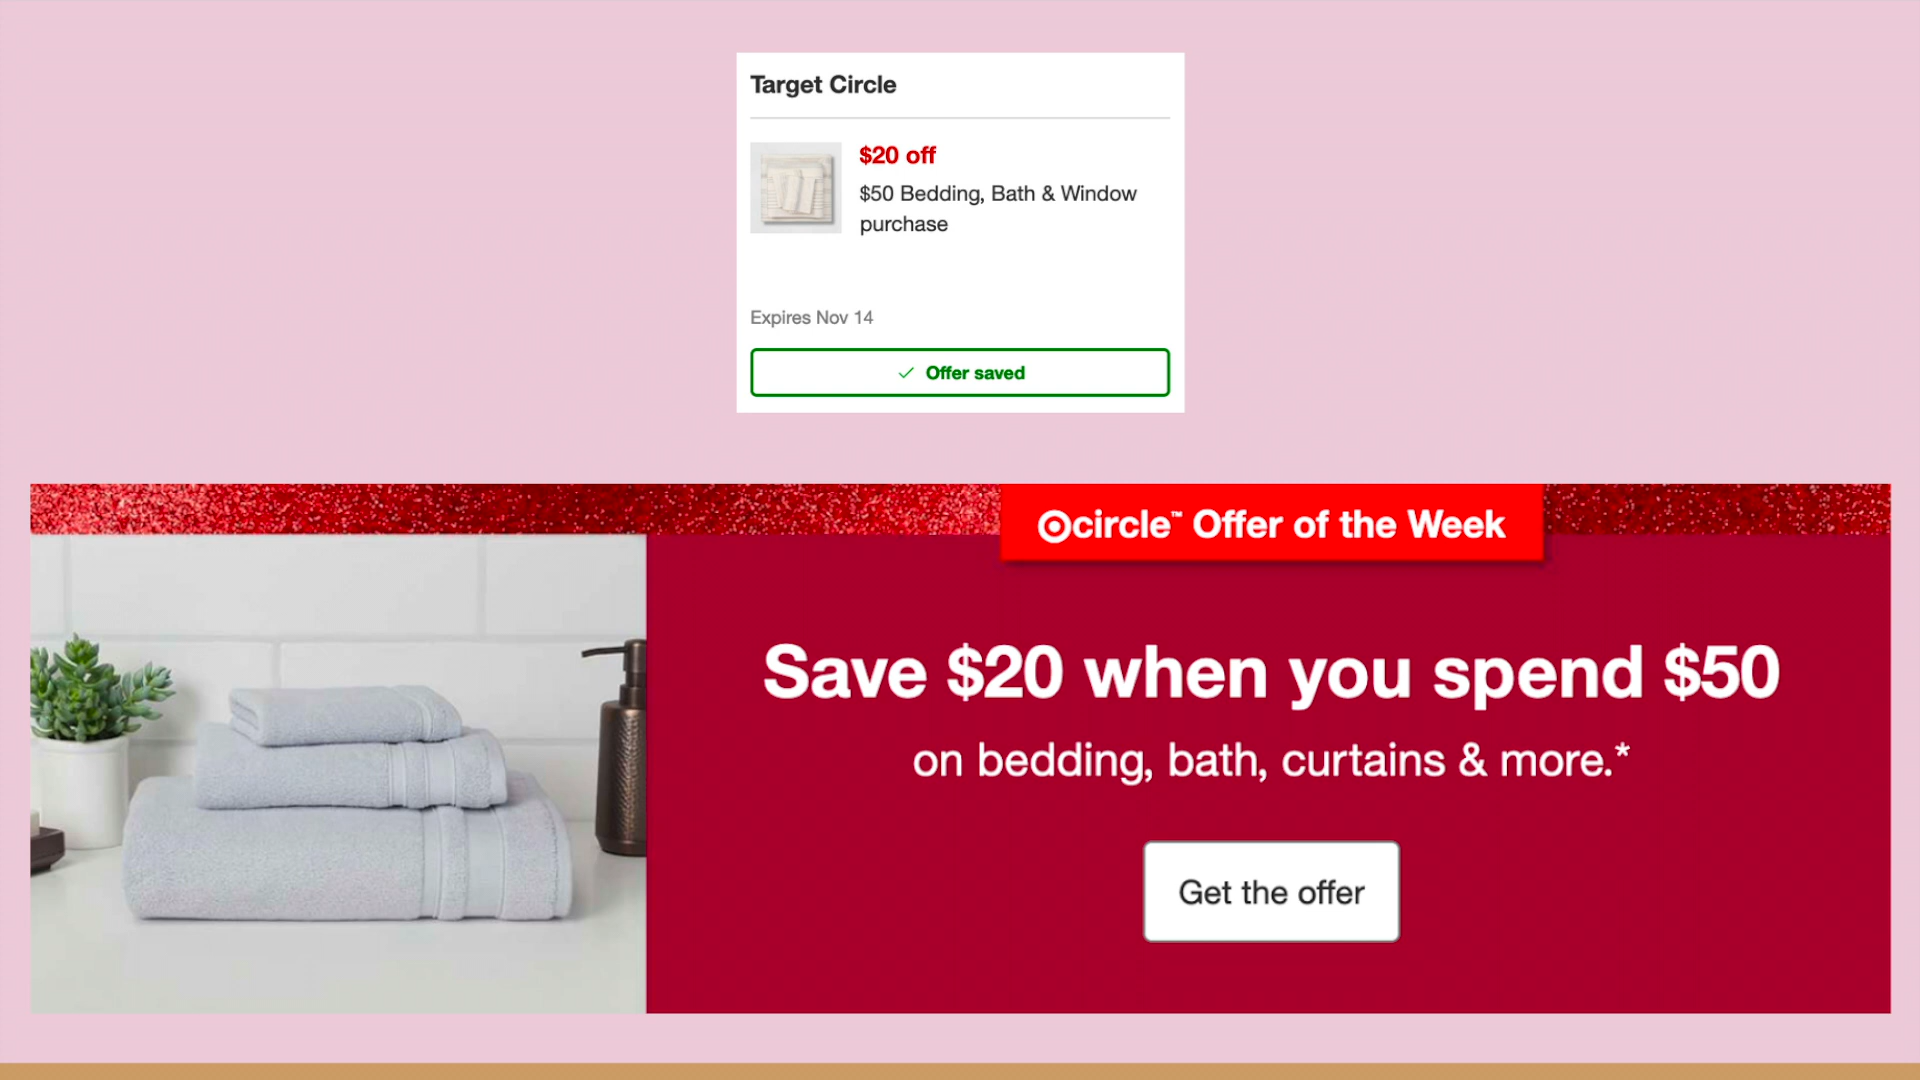 Target Circle
$20 off
$50 Bedding, Bath & Window
purchase
Expires Nov 14
Offer saved
circle™ Offer of the Week
Save $20 when you spend $50
on bedding, bath, curtains & more.*
Get the offer